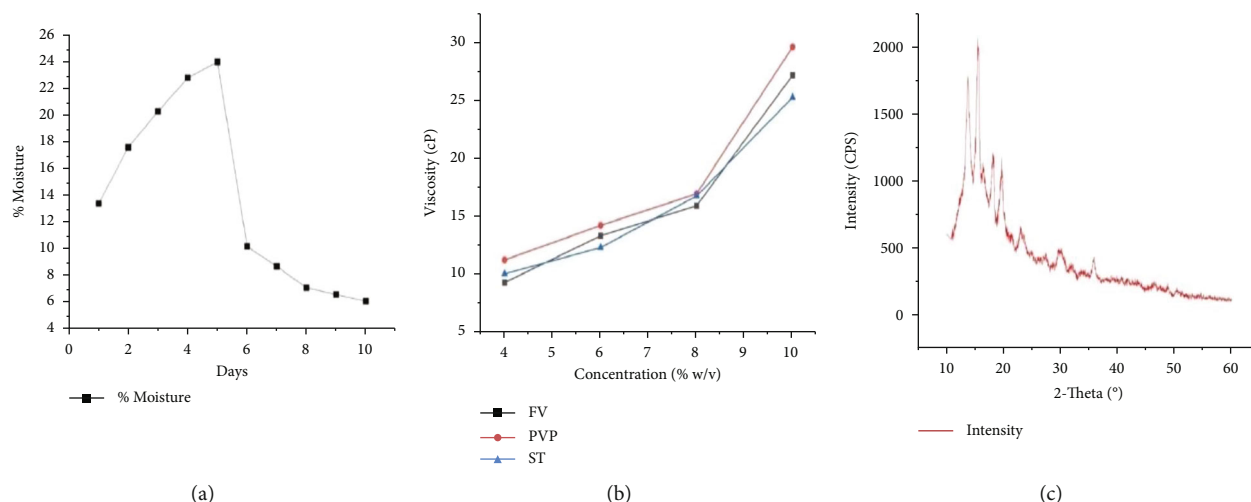 26
24
22
20
18
16
14
12
10
8
6
4
% Moisture
0 2 4 6 8 10
Days
% Moisture
(a)
30
25
20
15
10
5
Viscosity (cP)
4 5 6 7 8 9 10
Concentration (% w/v)
FV
PVP
ST
(b)
2000
1500
1000
500
0
Intensity (CPS)
10 20 30 40 50 60
2-Theta (°)
Intensity
(c)